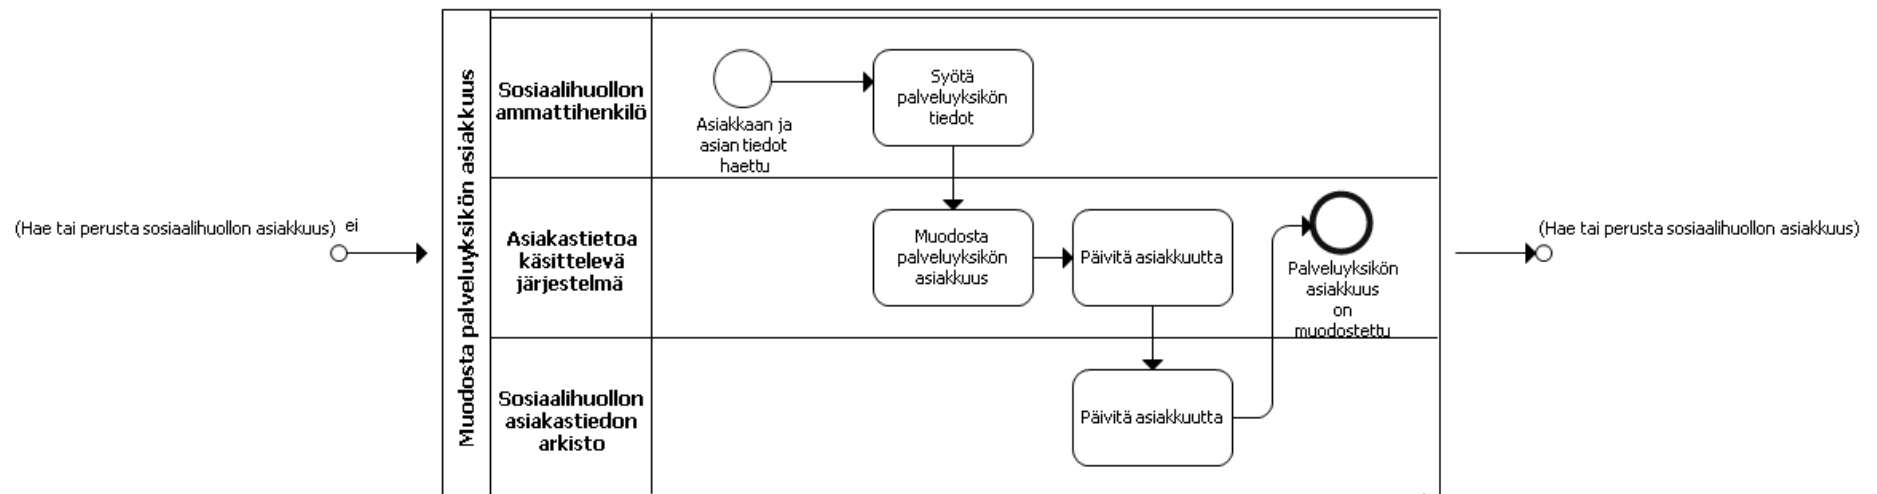 (Hae tai perusta sosiaalihuollon asiakkuus)
ei
Muodosta palveluyksikön asiakkuus
Sosiaalihuollon
ammattihenkilö
Asiakkaan ja
asian tiedot
haettu
Syötä
palveluyksikön
tiedot
Asiakastietoa
käsittelevä
järjestelmä
Muodosta
palveluyksikön
asiakkuus
Päivitä asiakkuutta
Palveluyksikön
asiakkuus
on
muodostettu
Sosiaalihuollon
asiakastiedon
arkisto
Päivitä asiakkuutta
(Hae tai perusta sosiaalihuollon asiakkuus)